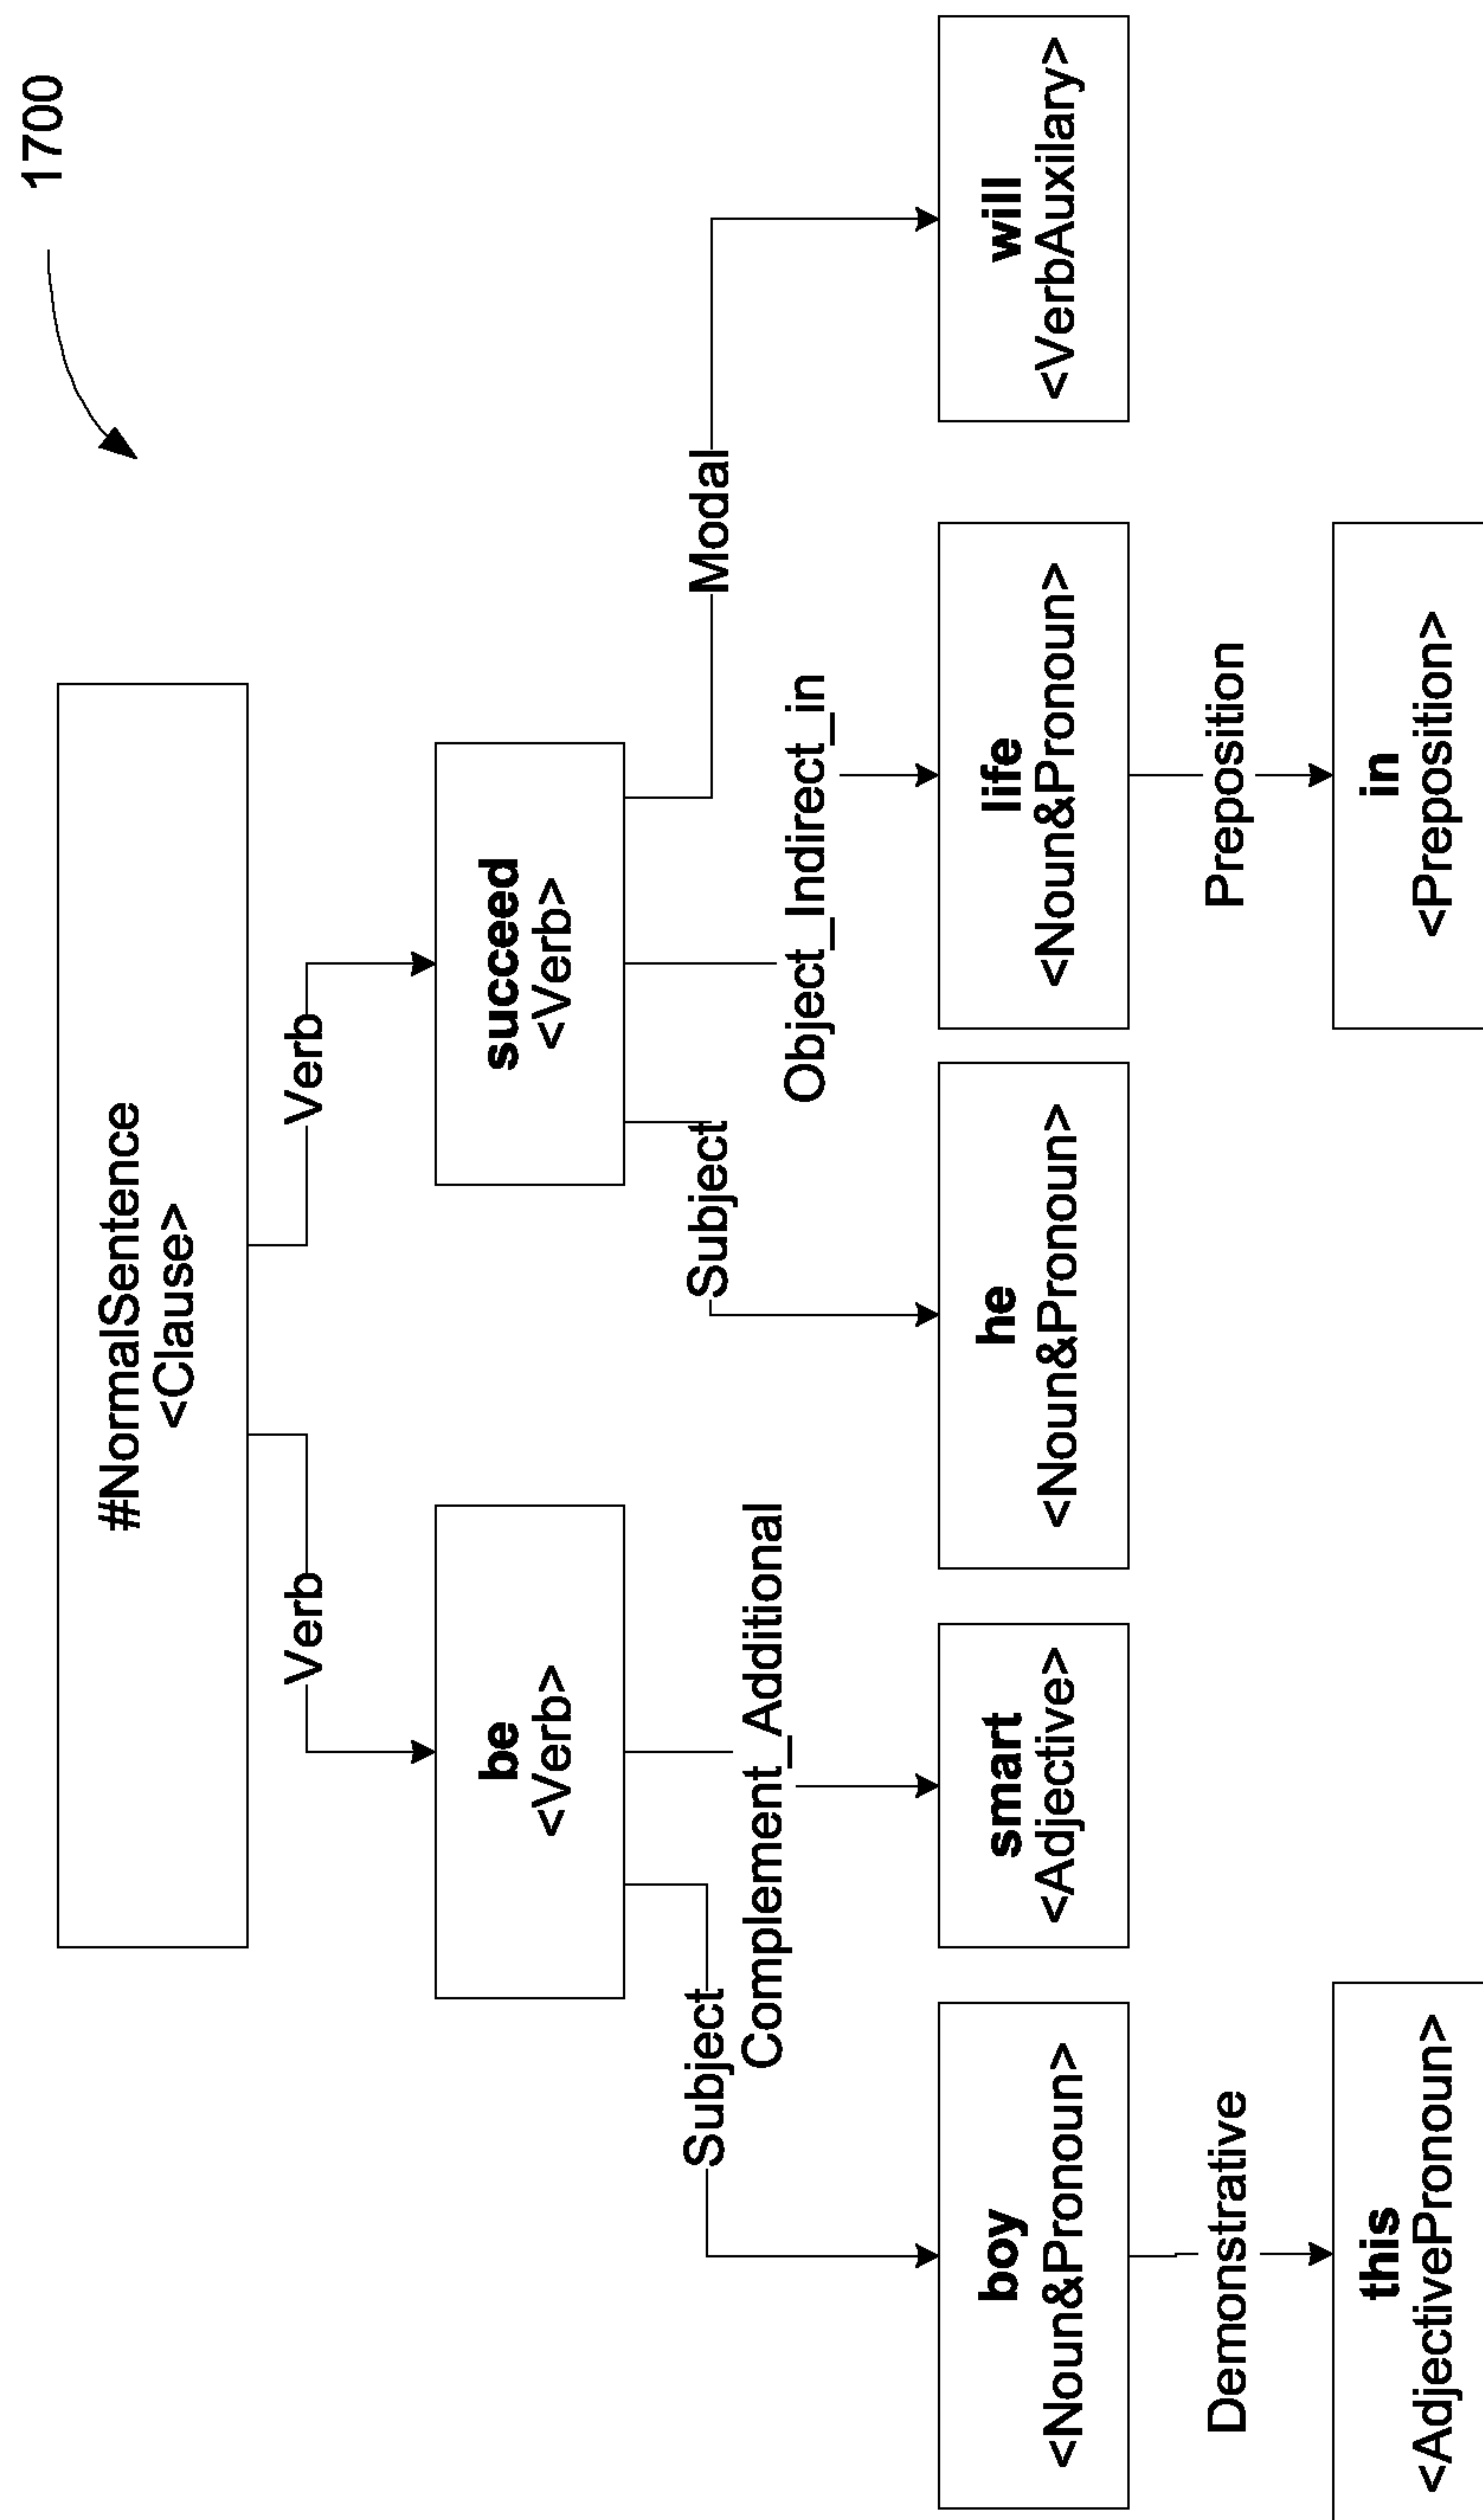 1700
#NormalSentence
<Clause>
Verb
Verb
be
<Verb>
succeed
<Verb>
Subject
Complement_Additional
Subject
Object_Indirect_in
Modal
boy
<Noun&Pronoun>
smart
<Adjective>
he
<Noun&Pronoun>
life
<Noun&Pronoun>
will
<VerbAuxilary>
Demonstrative
Preposition
this
<AdjectivePronoun>
in
<Preposition>